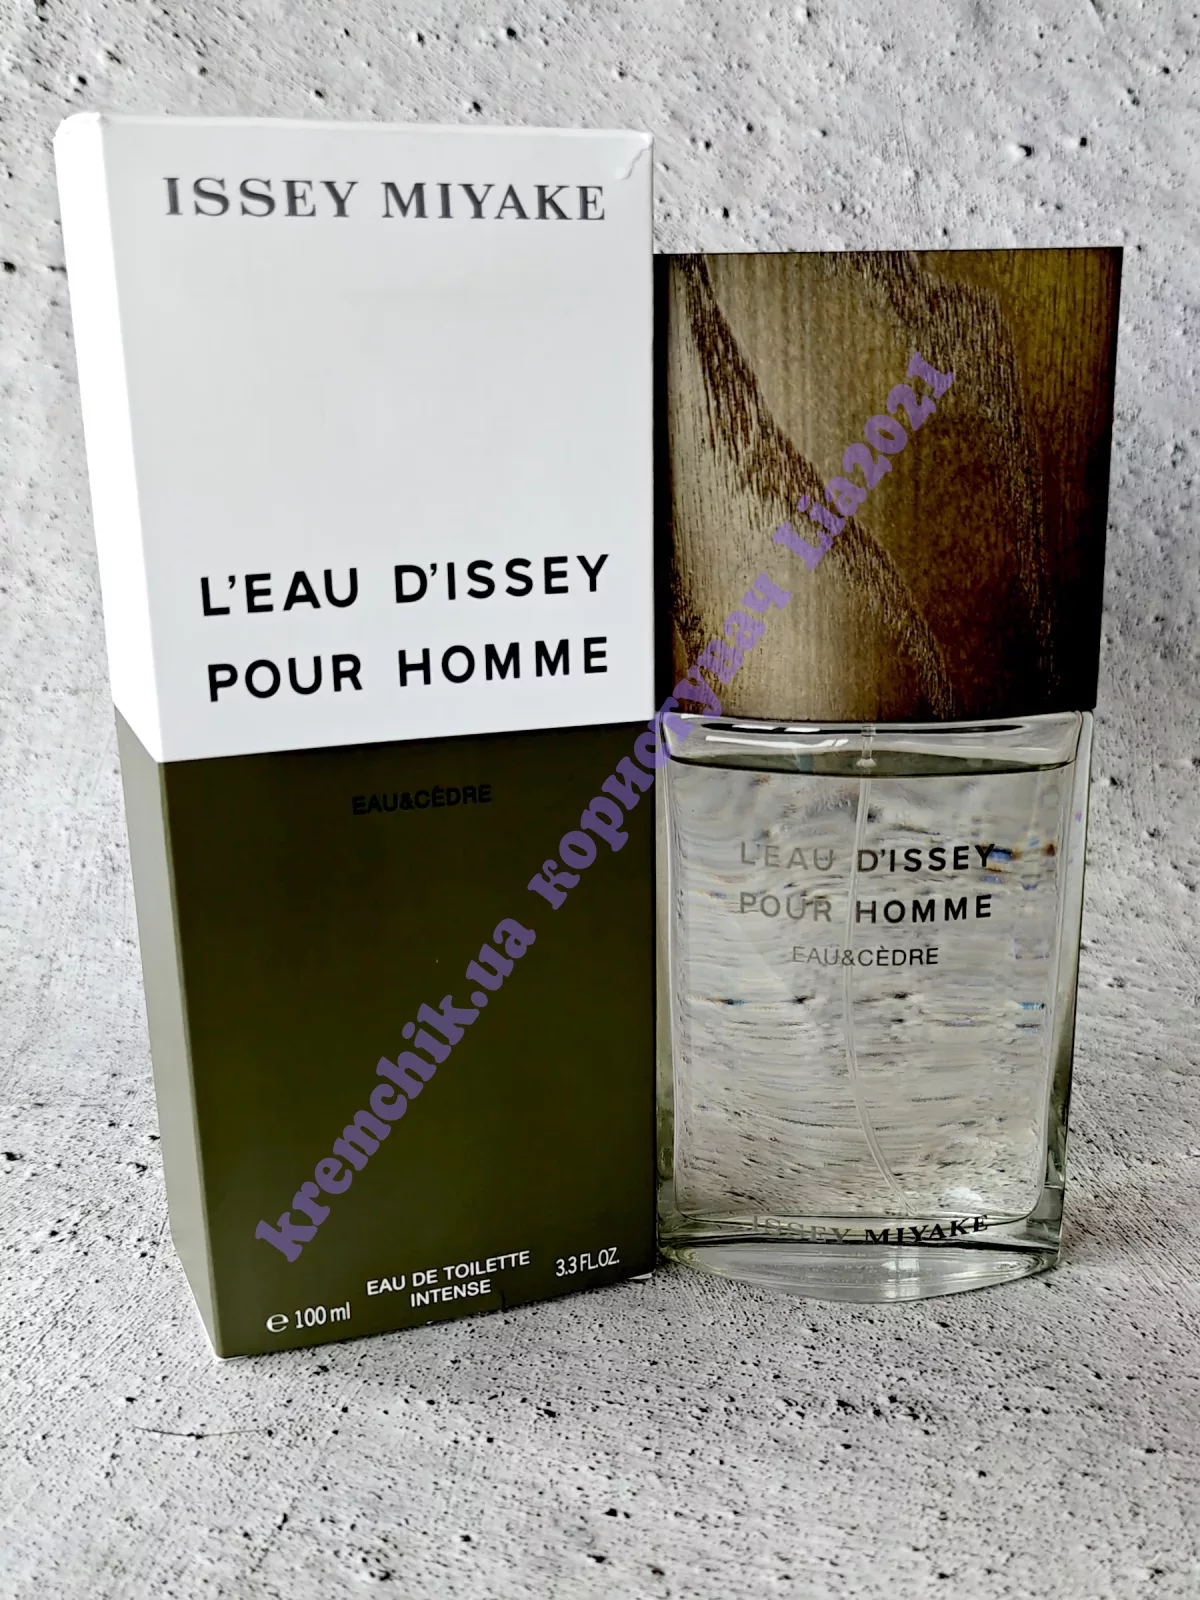 ISSEY MIYAKE
L'EAU D'ISSEY
POUR HOMME
EAU&CÈDRE
EAU DE TOILETTE
INTENSE
3.3 FL.OZ.
e 100 ml
L'EAU D'ISSEY
POUR HOMME
EAU&CÈDRE
ISSEY MIYAKE
kremchik.ua користувач Lia2021